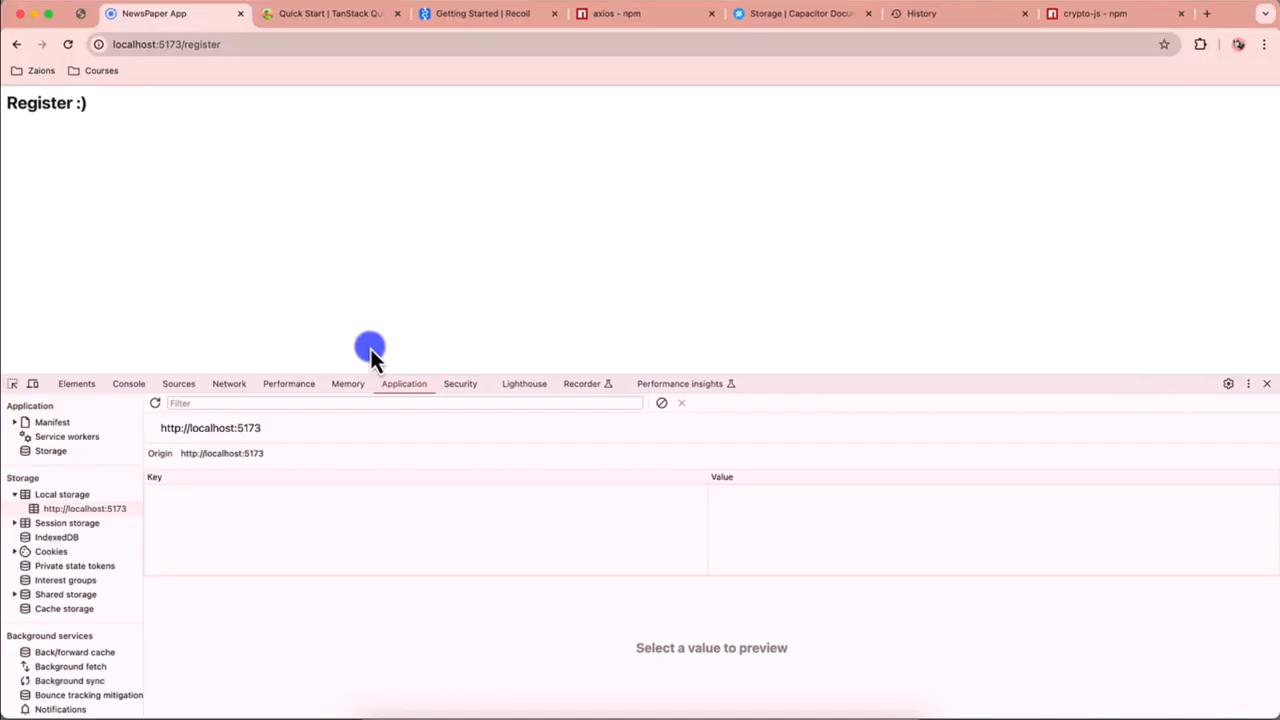 NewsPaper App
Quick Start | TanStack Qu
Getting Started | Recoil
axios - npm
Storage | Capacitor Docu
History
crypto-js - npm
localhost:5173/register
Zaions
Courses
Register :)
Elements
Console
Sources
Network
Performance
Memory
Application
Security
Lighthouse
Recorder
Performance insights
Application
Manifest
Service workers
Storage
Storage
Local storage
http://localhost:5173
Session storage
IndexedDB
Cookies
Private state tokens
Interest groups
Shared storage
Cache storage
Background services
Back/forward cache
Background fetch
Background sync
Bounce tracking mitigation
Notifications
Filter
http://localhost:5173
Origin http://localhost:5173
Key
Value
Select a value to preview